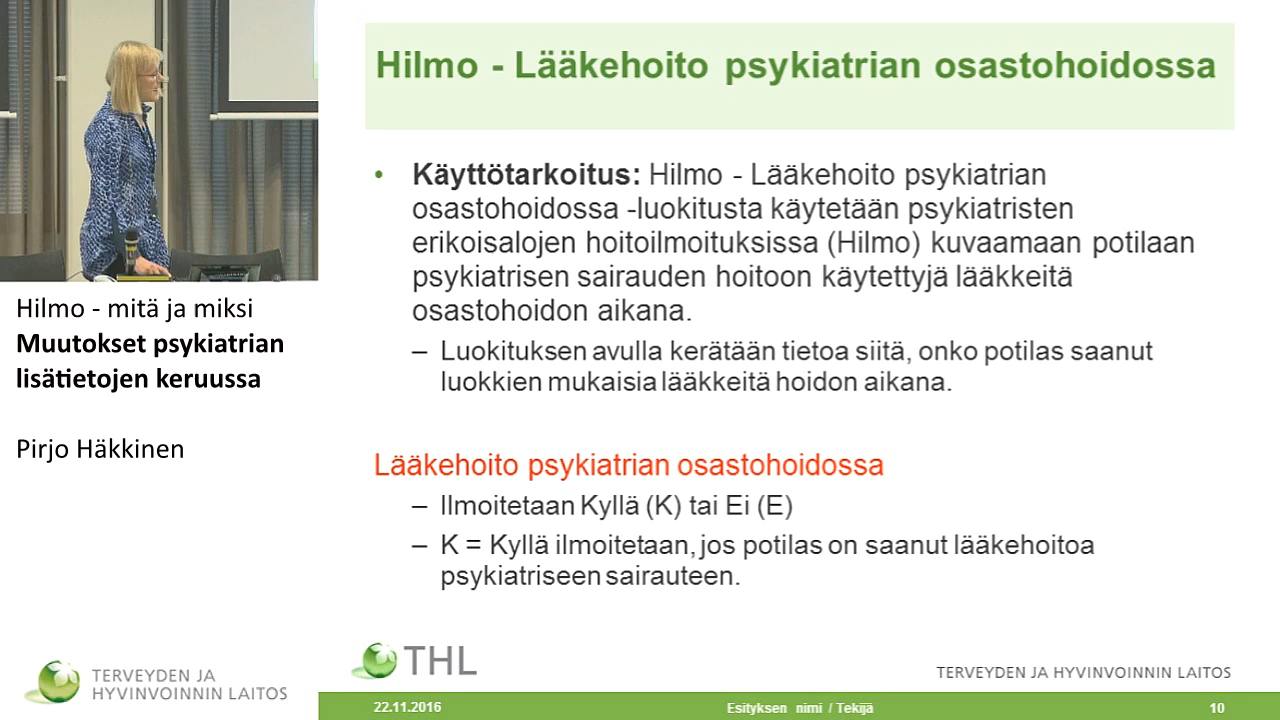 Hilmo - Lääkehoito psykiatrian osastohoidossa
• Käyttötarkoitus: Hilmo - Lääkehoito psykiatrian
osastohoidossa -luokitusta käytetään psykiatristen
erikoisalojen hoitoilmoituksissa (Hilmo) kuvaamaan potilaan
psykiatrisen sairauden hoitoon käytettyjä lääkkeitä
osastohoidon aikana.
– Luokituksen avulla kerätään tietoa siitä, onko potilas saanut
luokkien mukaisia lääkkeitä hoidon aikana.
Lääkehoito psykiatrian osastohoidossa
– Ilmoitetaan Kyllä (K) tai Ei (E)
– K = Kyllä ilmoitetaan, jos potilas on saanut lääkehoitoa
psykiatriseen sairauteen.
THL
TERVEYDEN JA HYVINVOINNIN LAITOS
22.11.2016
Esityksen nimi / Tekijä
10
Hilmo - mitä ja miksi
Muutokset psykiatrian
lisätietojen keruussa
Pirjo Häkkinen
TERVEYDEN JA
HYVINVOINNIN LAITOS